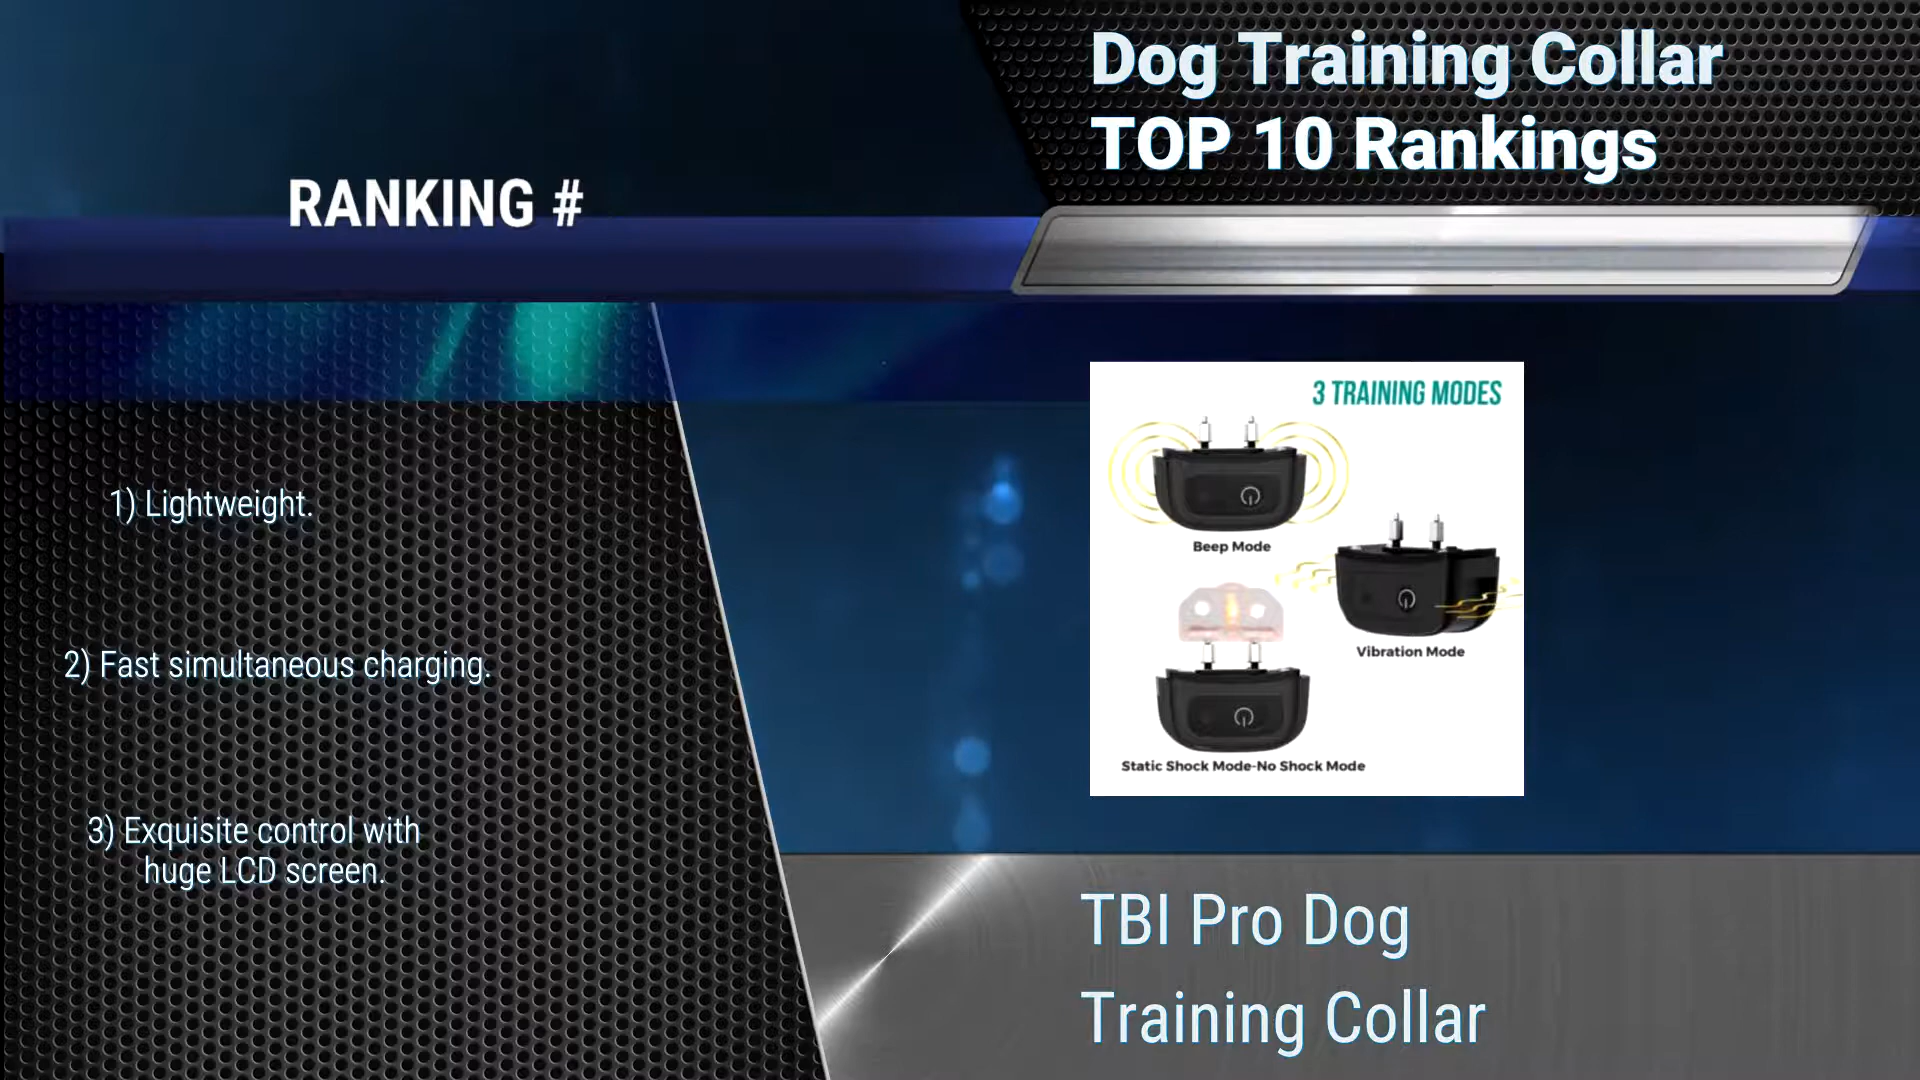 Dog Training Collar
TOP 10 Rankings
RANKING #
1) Lightweight.
2) Fast simultaneous charging.
3) Exquisite control with
huge LCD screen.
3 TRAINING MODES
Beep Mode
Vibration Mode
Static Shock Mode-No Shock Mode
TBI Pro Dog
Training Collar